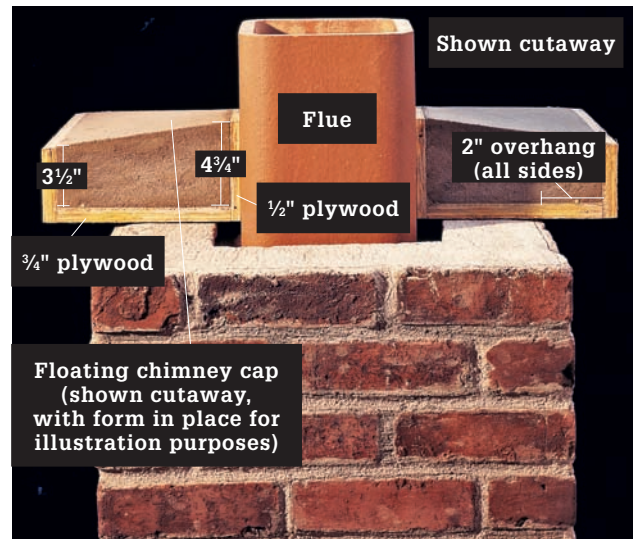 Shown cutaway
Flue
2" overhang
(all sides)
3½"
4¾"
½" plywood
¾" plywood
Floating chimney cap
(shown cutaway,
with form in place for
illustration purposes)